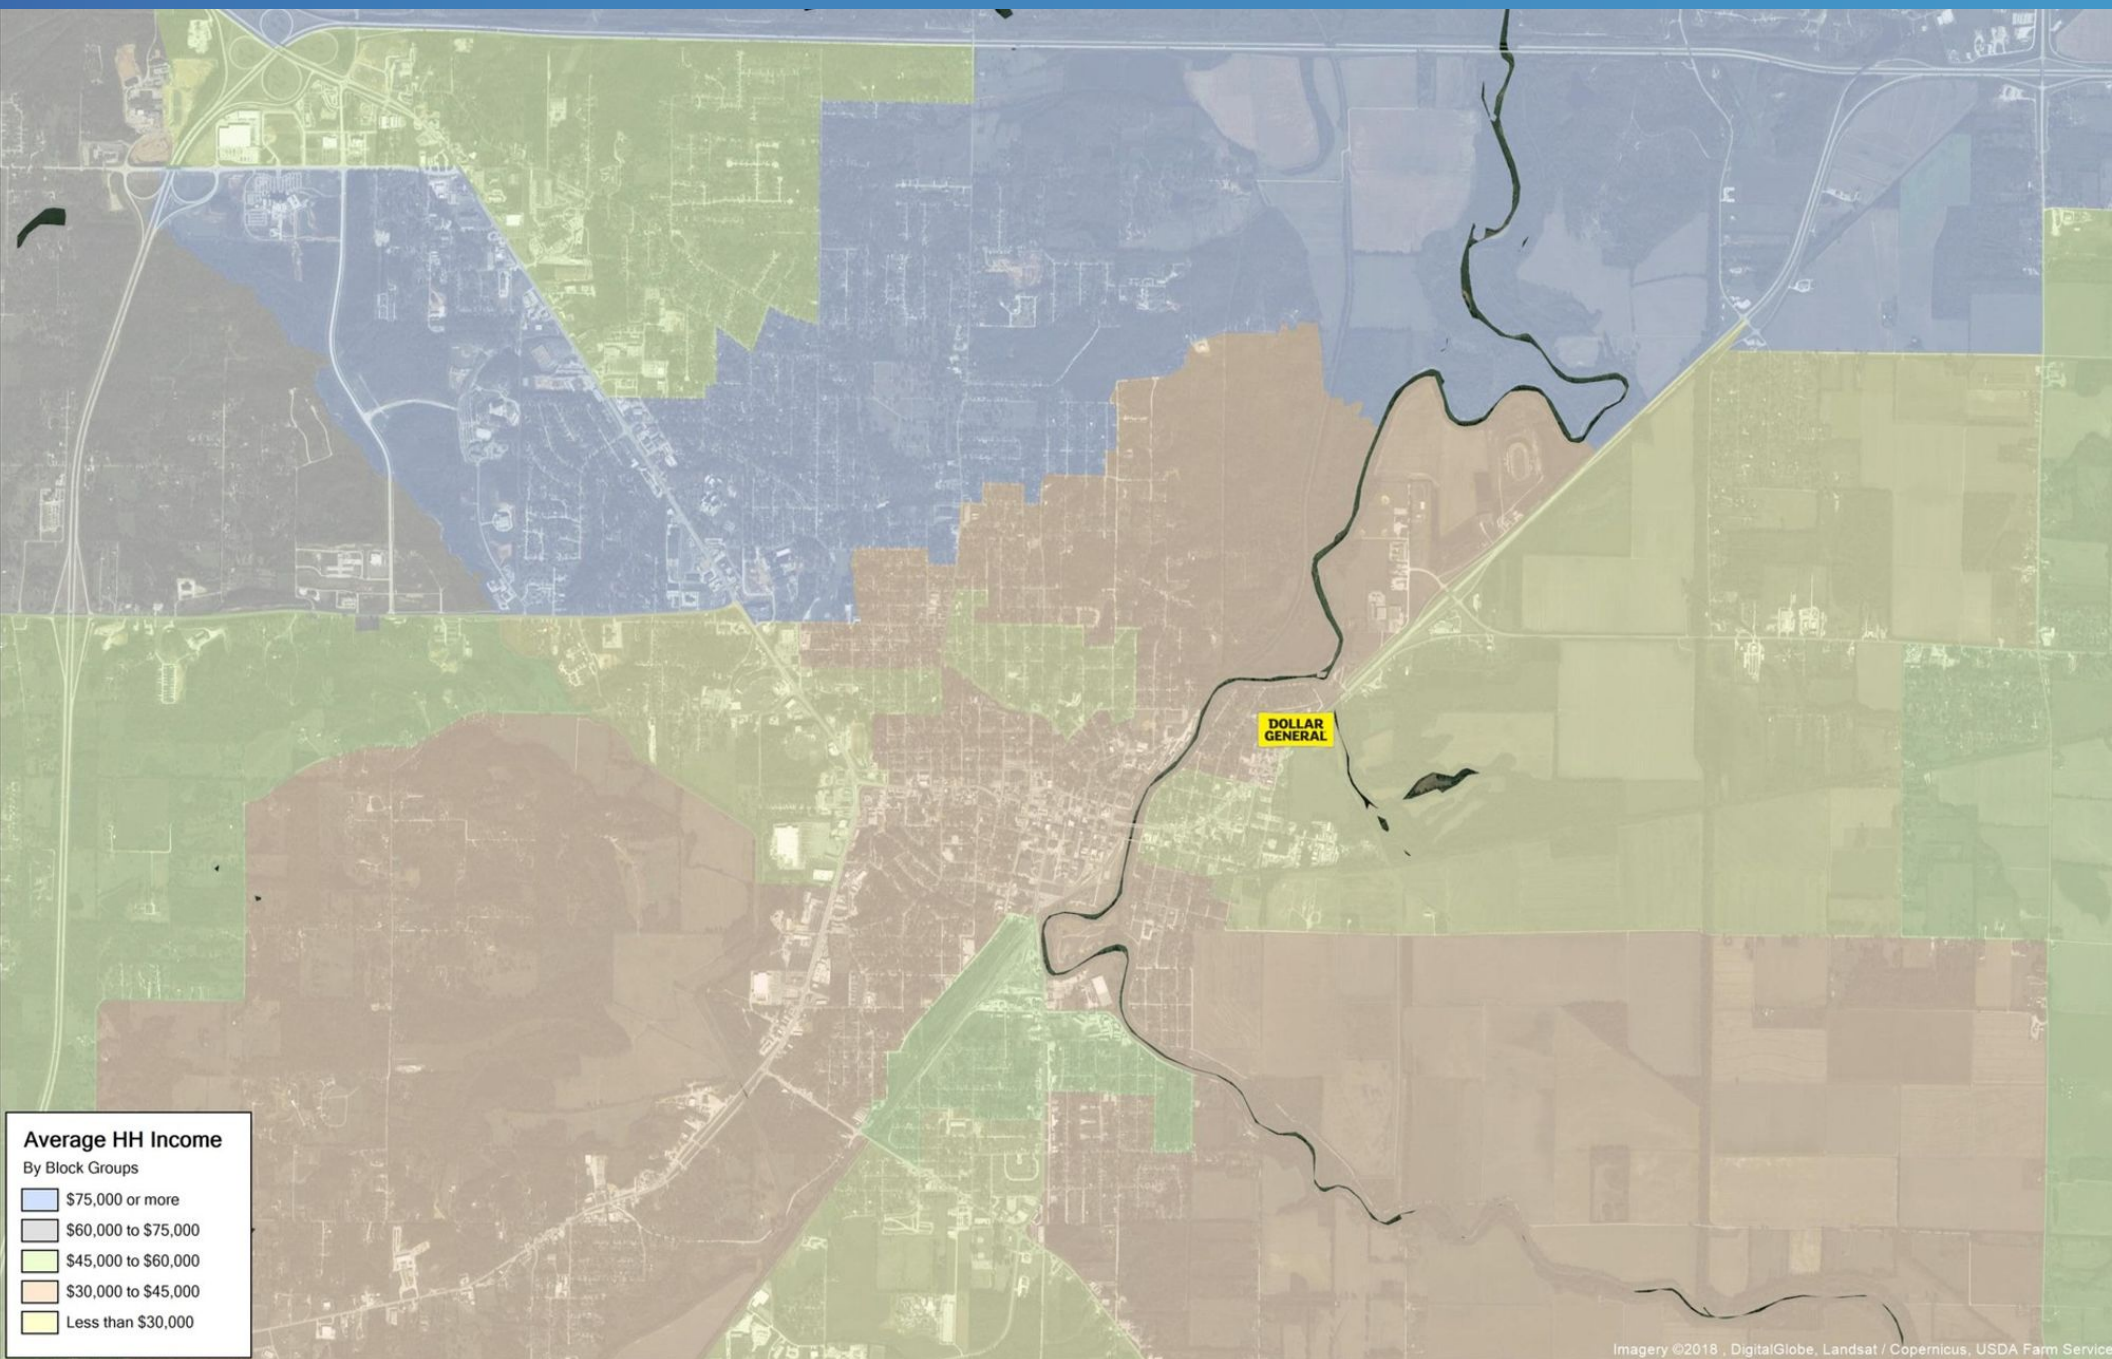 DOLLAR
GENERAL
Average HH Income
By Block Groups
$75,000 or more
$60,000 to $75,000
$45,000 to $60,000
$30,000 to $45,000
Less than $30,000
Imagery ©2018 , DigitalGlobe, Landsat / Copernicus, USDA Farm Service